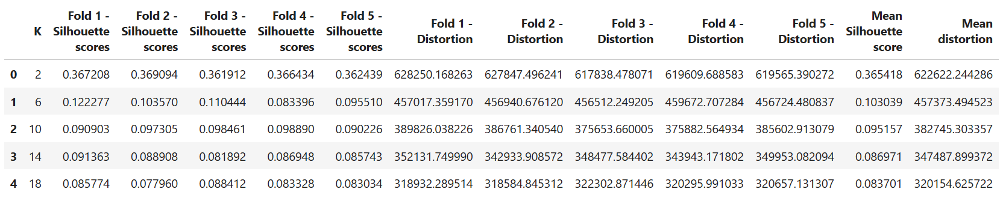 K Fold 1 - Silhouette scores Fold 2 - Silhouette scores Fold 3 - Silhouette scores Fold 4 - Silhouette scores Fold 5 - Silhouette scores Fold 1 - Distortion Fold 2 - Distortion Fold 3 - Distortion Fold 4 - Distortion Fold 5 - Distortion Mean Silhouette score Mean distortion
0 2 0.367208 0.369094 0.361912 0.366434 0.362439 628250.168263 627847.496241 617838.478071 619609.688583 619565.390272 0.365418 622622.244286
1 6 0.122277 0.103570 0.110444 0.083396 0.095510 457017.359170 456940.676120 456512.249205 459672.707284 456724.480837 0.103039 457373.494523
2 10 0.090903 0.097305 0.098461 0.098890 0.090226 389826.038226 386761.340540 375653.660005 375882.564934 385602.913079 0.095157 382745.303357
3 14 0.091363 0.088908 0.081892 0.086948 0.085743 352131.749990 342933.908572 348477.584402 343943.171802 349953.082094 0.086971 347487.899372
4 18 0.085774 0.077960 0.088412 0.083328 0.083034 318932.289514 318584.845312 322302.871446 320295.991033 320657.131307 0.083701 320154.625722